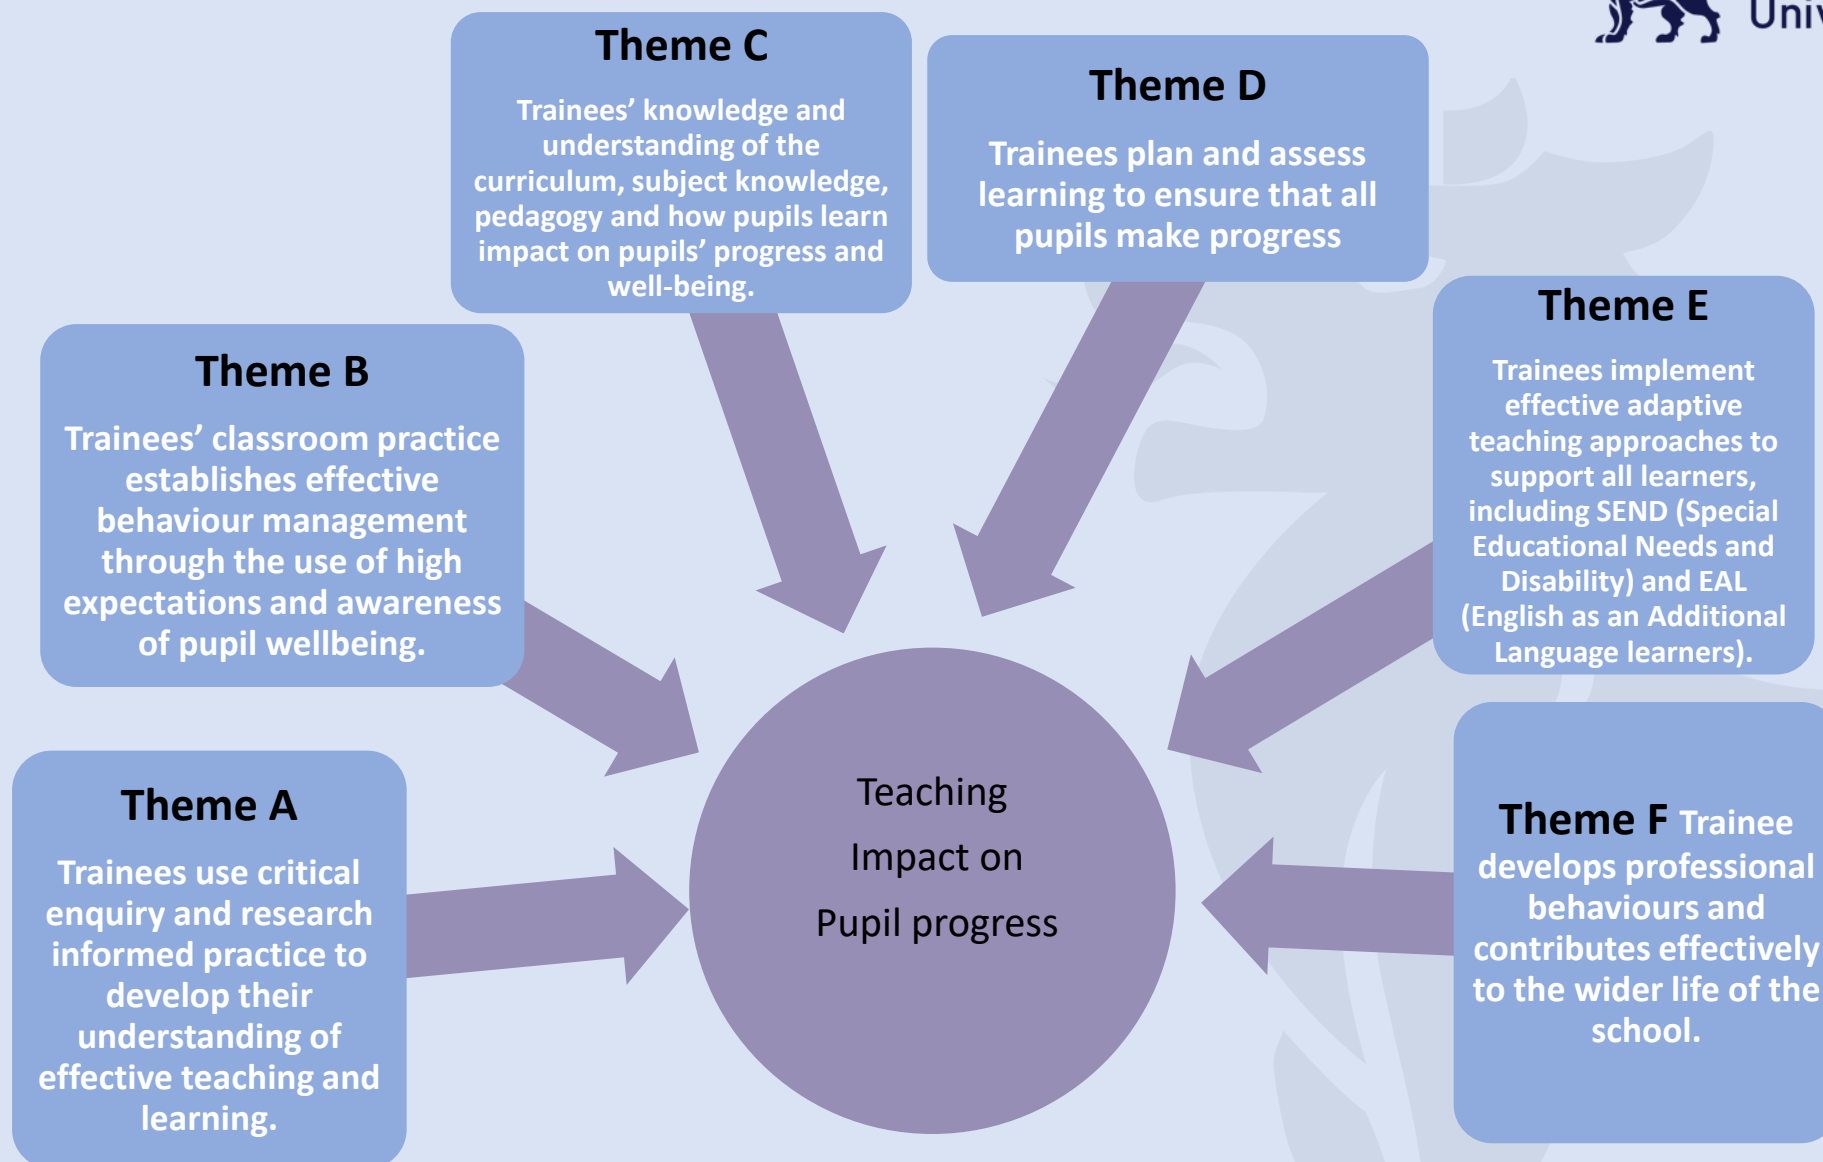 Univ
Theme C
Trainees’ knowledge and
understanding of the
curriculum, subject knowledge,
pedagogy and how pupils learn
impact on pupils’ progress and
well-being.
Theme D
Trainees plan and assess
learning to ensure that all
pupils make progress
Theme E
Trainees implement
effective adaptive
teaching approaches to
support all learners,
including SEND (Special
Educational Needs and
Disability) and EAL
(English as an Additional
Language learners).
Theme B
Trainees’ classroom practice
establishes effective
behaviour management
through the use of high
expectations and awareness
of pupil wellbeing.
Theme A
Trainees use critical
enquiry and research
informed practice to
develop their
understanding of
effective teaching and
learning.
Teaching
Impact on
Pupil progress
Theme F Trainee
develops professional
behaviours and
contributes effectively
to the wider life of the
school.